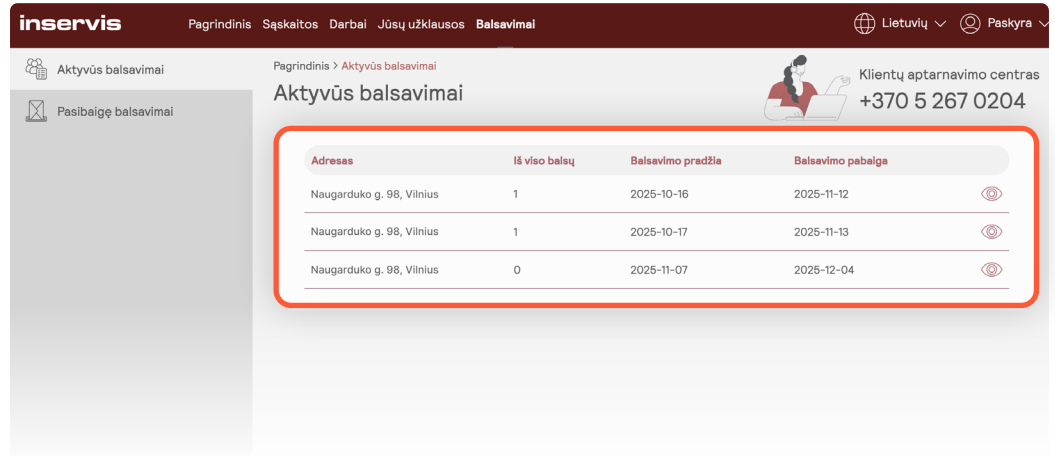 inservis
Pagrindinis Sąskaitos Darbai Jūsų užklausos Balsavimai
Lietuvių Paskyra
Aktyvūs balsavimai
Pasibaigę balsavimai
Pagrindinis > Aktyvūs balsavimai
Aktyvūs balsavimai
Klientų aptarnavimo centras
+370 5 267 0204
Adresas Iš viso balsų Balsavimo pradžia Balsavimo pabaiga
Naugarduko g. 98, Vilnius 1 2025-10-16 2025-11-12
Naugarduko g. 98, Vilnius 1 2025-10-17 2025-11-13
Naugarduko g. 98, Vilnius 0 2025-11-07 2025-12-04